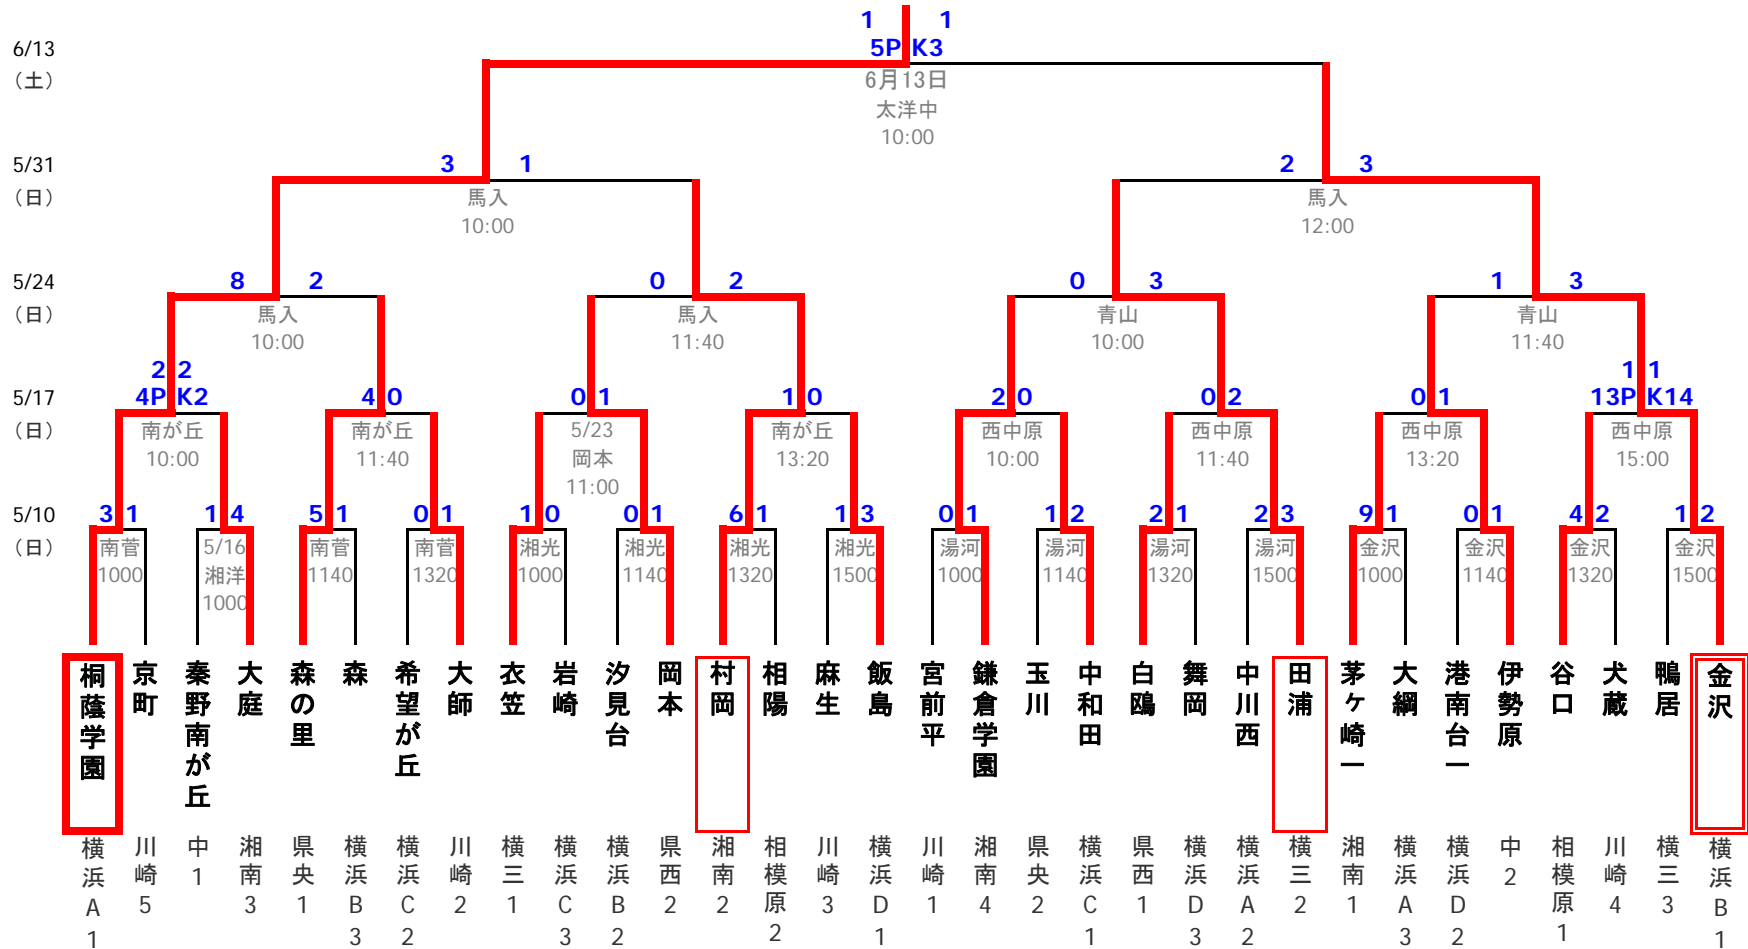 1 1
6/13 5PK3
(土) 6月13日
太洋中
10:00
5/31 3 1 2 3
(日) 馬入 馬入
10:00 12:00
5/24 8 2 0 2 0 3 1 3
(日) 馬入 馬入 青山 青山
10:00 11:40 10:00 11:40
2 2 1 1
5/17 4PK2 4 0 0 1 1 0 2 0 0 2 0 1 13PK14
(日) 南が丘 南が丘 5/23 南が丘 西中原 西中原 西中原 西中原
10:00 11:40 岡本 13:20 10:00 11:40 13:20 15:00
11:00
5/10 3 1 1 4 5 1 0 1 1 0 0 1 6 1 1 3 0 1 1 2 2 1 2 3 9 1 0 1 4 2 1 2
(日) 南菅 5/16 南菅 南菅 湘光 湘光 湘光 湘光 湯河 湯河 湯河 湯河 金沢 金沢 金沢 金沢
1000 湘洋 1140 1320 1000 1140 1320 1500 1000 1140 1320 1500 1000 1140 1320 1500
1000
桐蔭学園
京町
秦野南が丘
大庭
森の里
森
希望が丘
大師
衣笠
岩崎
汐見台
岡本
村岡
相陽
麻生
飯島
宮前平
鎌倉学園
玉川
中和田
白鴎
舞岡
中川西
田浦
茅ヶ崎一
大綱
港南台一
伊勢原
谷口
犬蔵
鴨居
金沢
横浜A1
川崎5
中1
湘南3
県央1
横浜B3
横浜C2
川崎2
横三1
横浜C3
横浜B2
県西2
湘南2
相模原2
川崎3
横浜D1
川崎1
湘南4
県央2
横浜C1
県西1
横浜D3
横浜A2
横三2
湘南1
横浜A3
横浜D2
中2
相模原1
川崎4
横三3
横浜B1